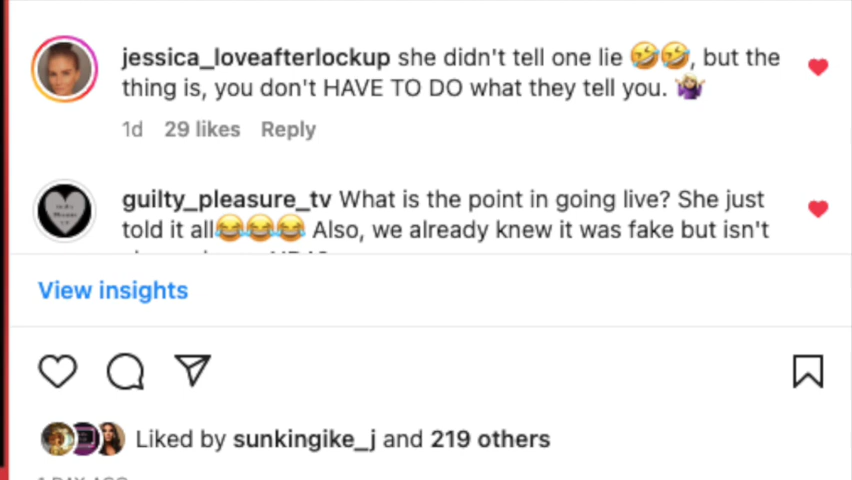 jessica_loveafterlockup she didn't tell one lie 🤣🤣, but the
thing is, you don't HAVE TO DO what they tell you. 🤷🏼‍♀️
1d 29 likes Reply
guilty_pleasure_tv What is the point in going live? She just
told it all😂😂😂 Also, we already knew it was fake but isn't
View insights
Liked by sunkingike_j and 219 others
1 DAY AGO